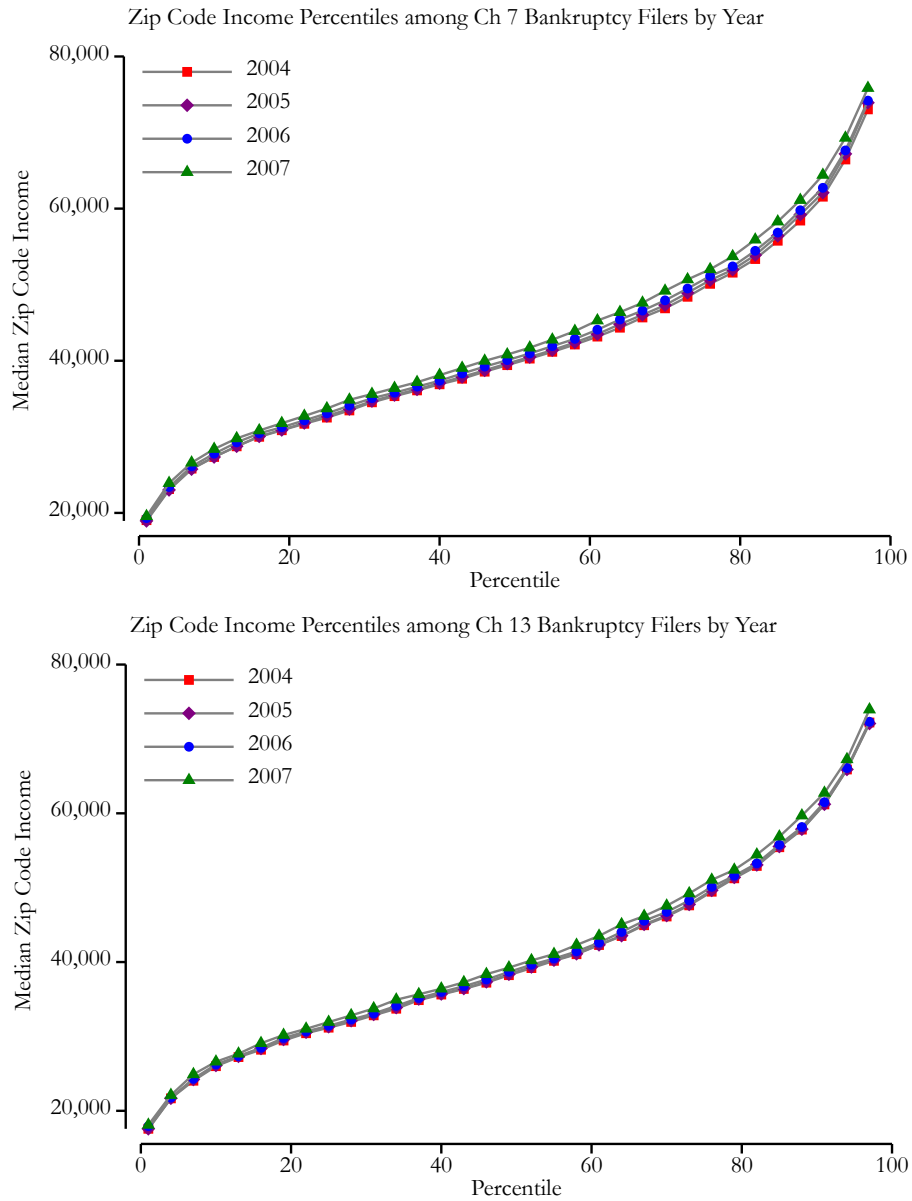 Zip Code Income Percentiles among Ch 7 Bankruptcy Filers by Year
80,000
2004
2005
2006
2007
60,000
Median Zip Code Income
40,000
20,000
0 20 40 60 80 100
Percentile
Zip Code Income Percentiles among Ch 13 Bankruptcy Filers by Year
80,000
2004
2005
2006
2007
60,000
Median Zip Code Income
40,000
20,000
0 20 40 60 80 100
Percentile